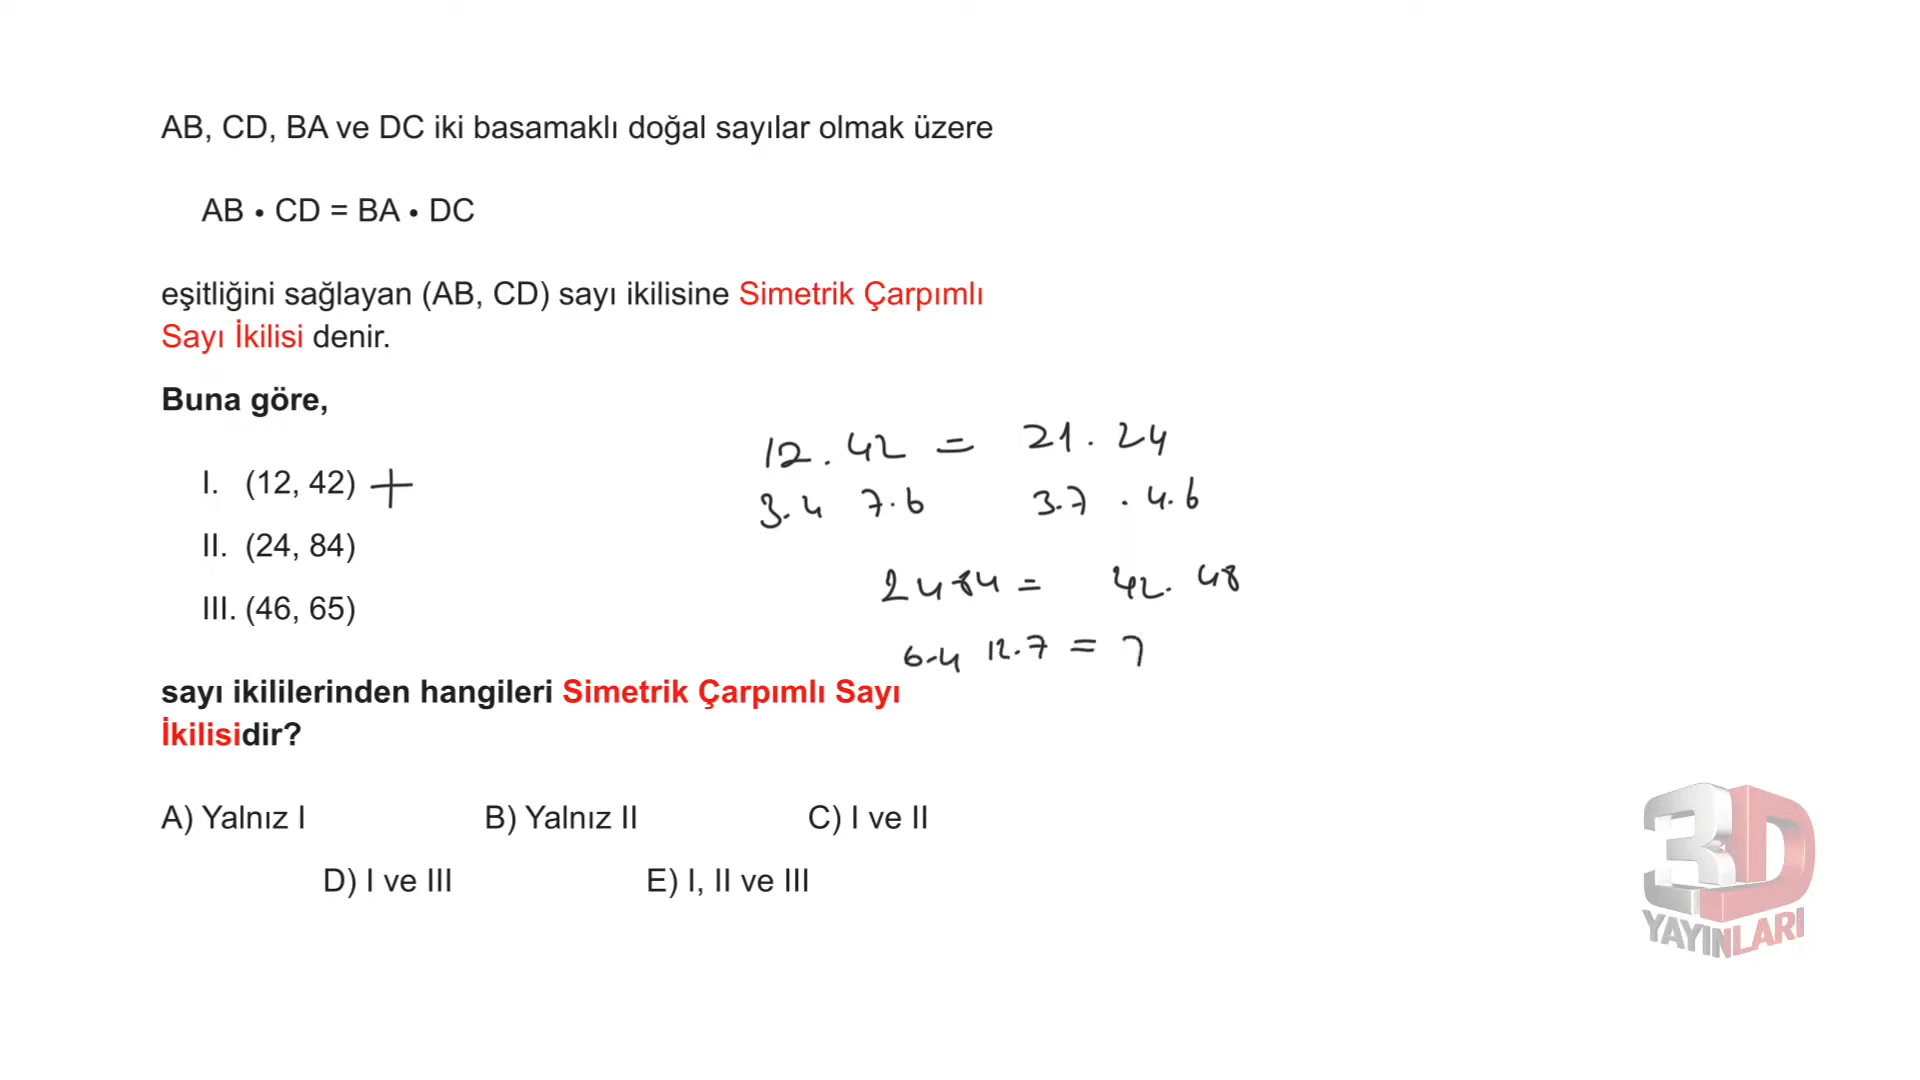 AB, CD, BA ve DC iki basamaklı doğal sayılar olmak üzere
AB • CD = BA • DC
eşitliğini sağlayan (AB, CD) sayı ikilisine Simetrik Çarpımlı
Sayı İkilisi denir.
Buna göre,
I. (12, 42) +
II. (24, 84)
III. (46, 65)
12 . 42 = 21 . 24
3.4 7.6 3.7 . 4.6
24 84 = 42 . 48
6.4 12.7 = 7
sayı ikililerinden hangileri Simetrik Çarpımlı Sayı
İkilisidir?
A) Yalnız I B) Yalnız II C) I ve II
D) I ve III E) I, II ve III
3D
YAYINLARI